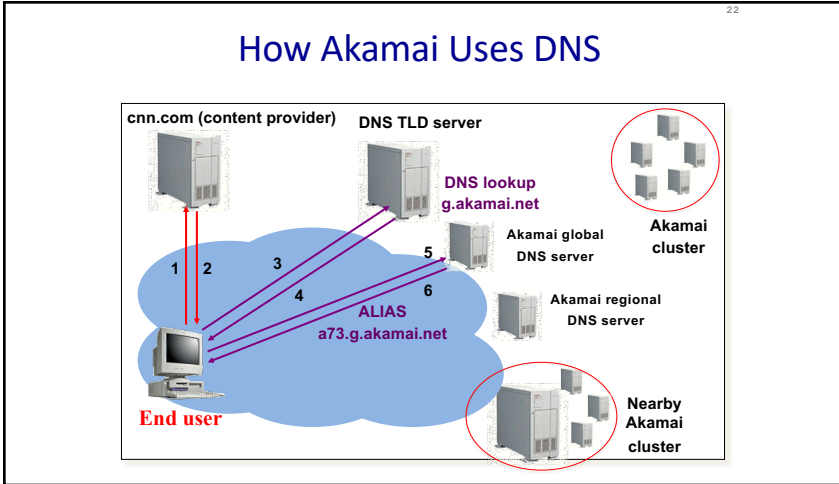 22
How Akamai Uses DNS
cnn.com (content provider)
DNS TLD server
DNS lookup
g.akamai.net
Akamai
cluster
Akamai global
DNS server
1
2
3
4
5
6
ALIAS
a73.g.akamai.net
Akamai regional
DNS server
End user
Nearby
Akamai
cluster